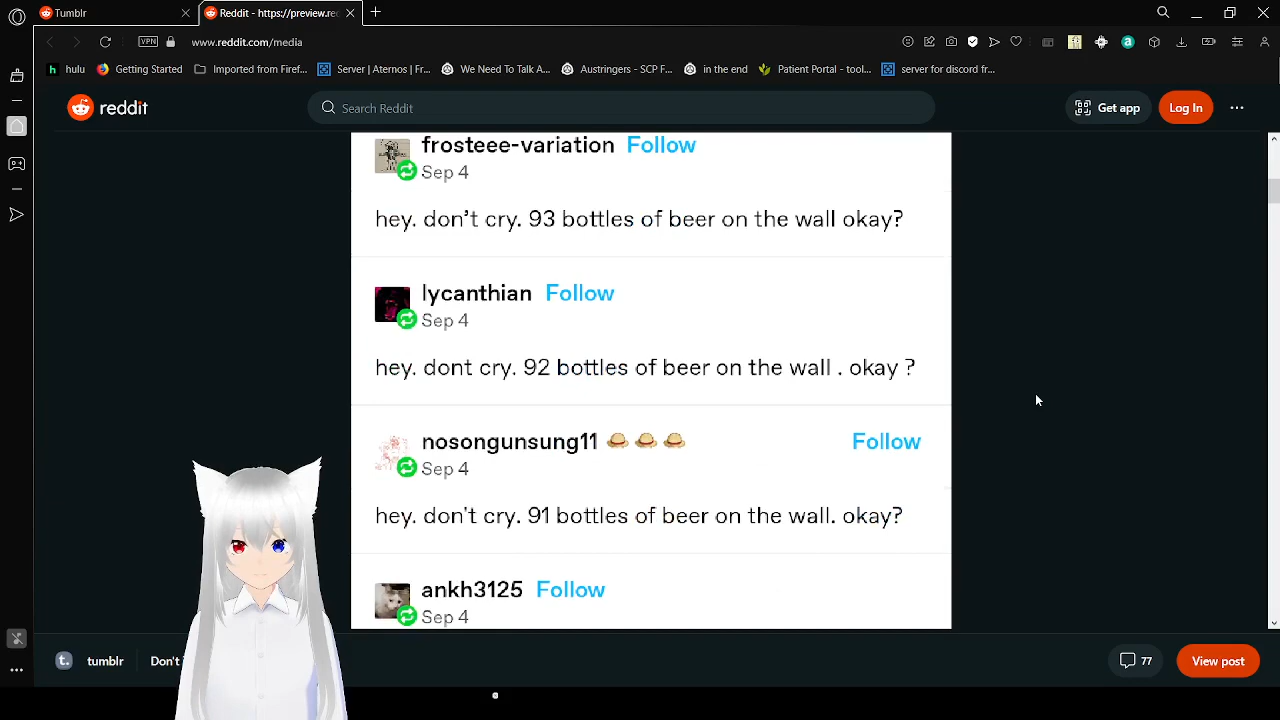 Tumblr
Reddit - https://preview.red
VPN
www.reddit.com/media
hulu
Getting Started
Imported from Firef...
Server | Aternos | Fr...
We Need To Talk A...
Austringers - SCP F...
in the end
Patient Portal - tool...
server for discord fr...
reddit
Search Reddit
Get app
Log In
frosteee-variation Follow
Sep 4
hey. don’t cry. 93 bottles of beer on the wall okay?
lycanthian Follow
Sep 4
hey. dont cry. 92 bottles of beer on the wall . okay ?
nosongunsung11 Follow
Sep 4
hey. don't cry. 91 bottles of beer on the wall. okay?
ankh3125 Follow
Sep 4
tumblr
Don't
77
View post